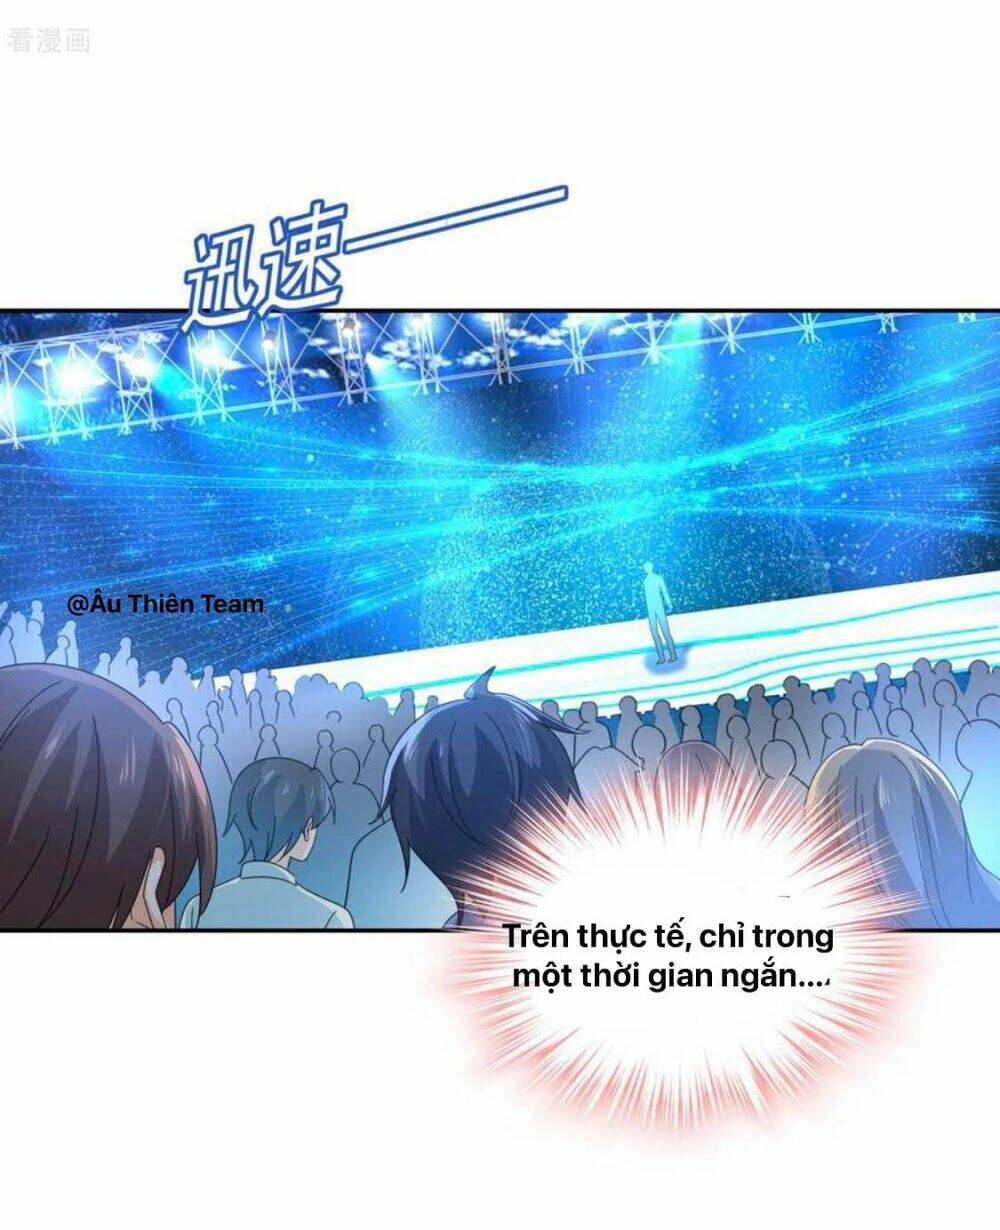 看漫画
迅速
@Âu Thiên Team
Trên thực tế, chỉ trong
một thời gian ngắn....